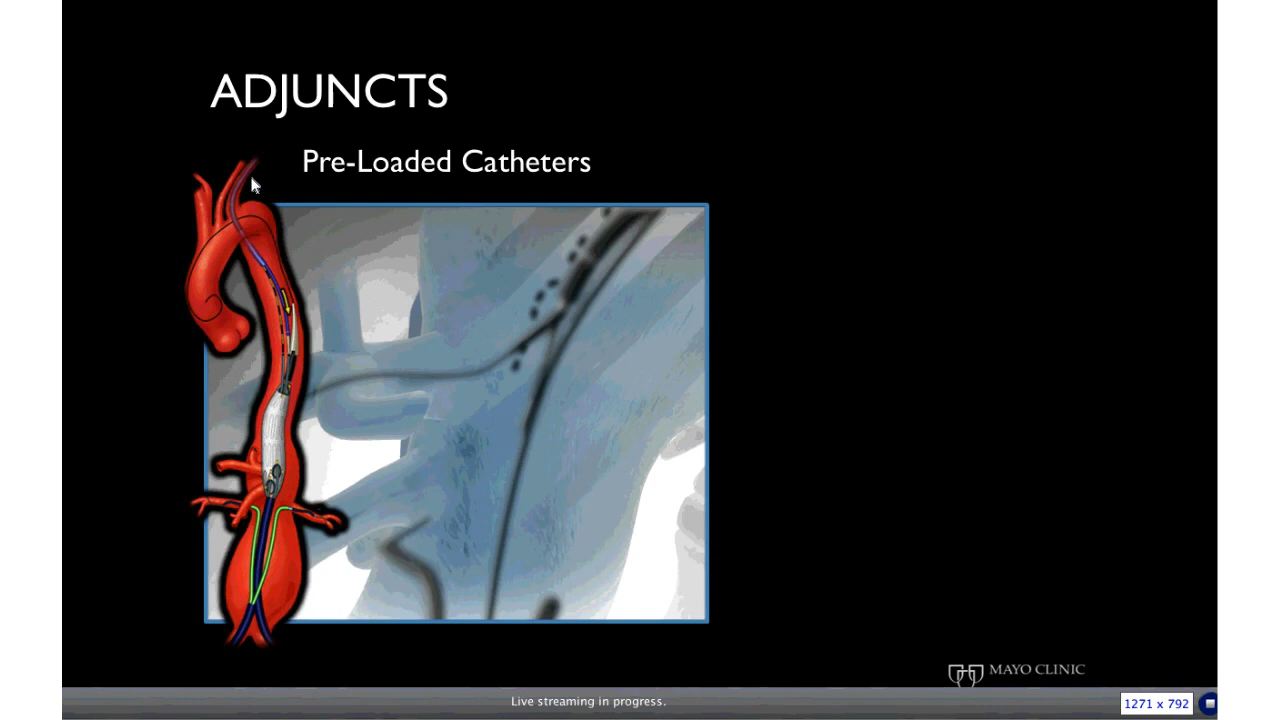 ADJUNCTS
Pre-Loaded Catheters
MAYO CLINIC
Live streaming in progress.
1271 x 792